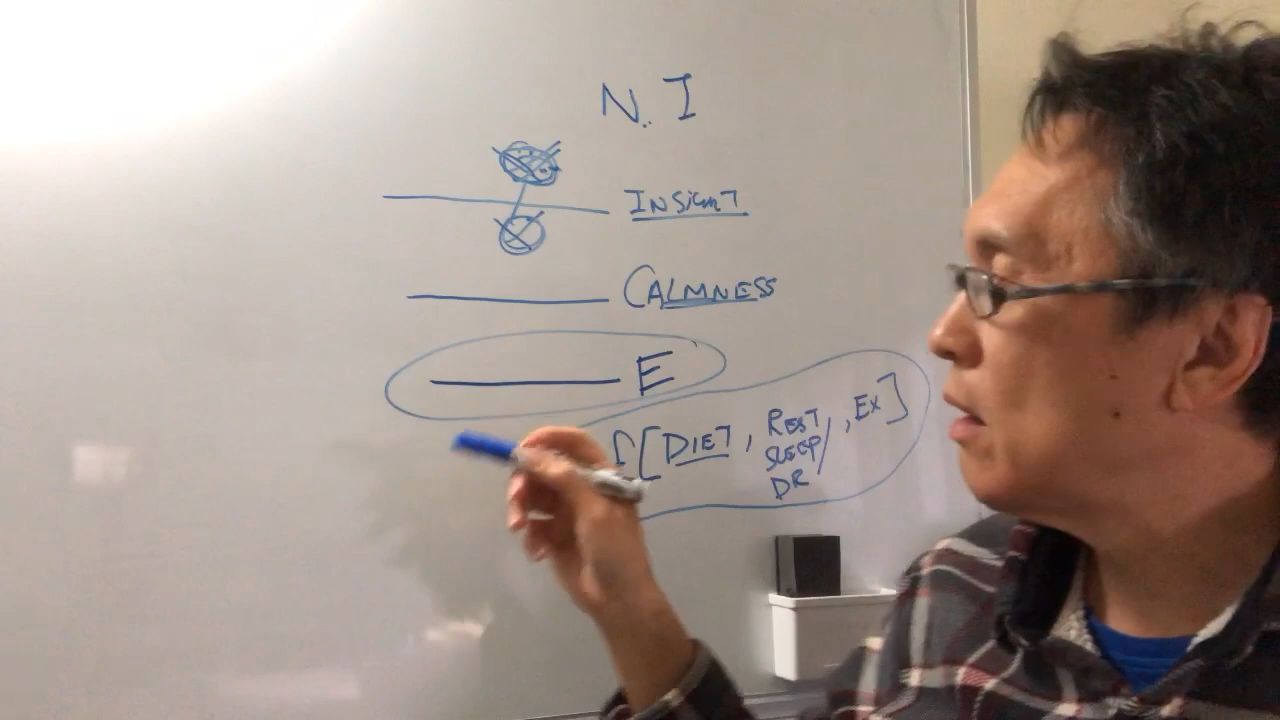 N. I
INSIGHT
CALMNESS
E
f [DIET, REST, SLEEP/ DR, EX]